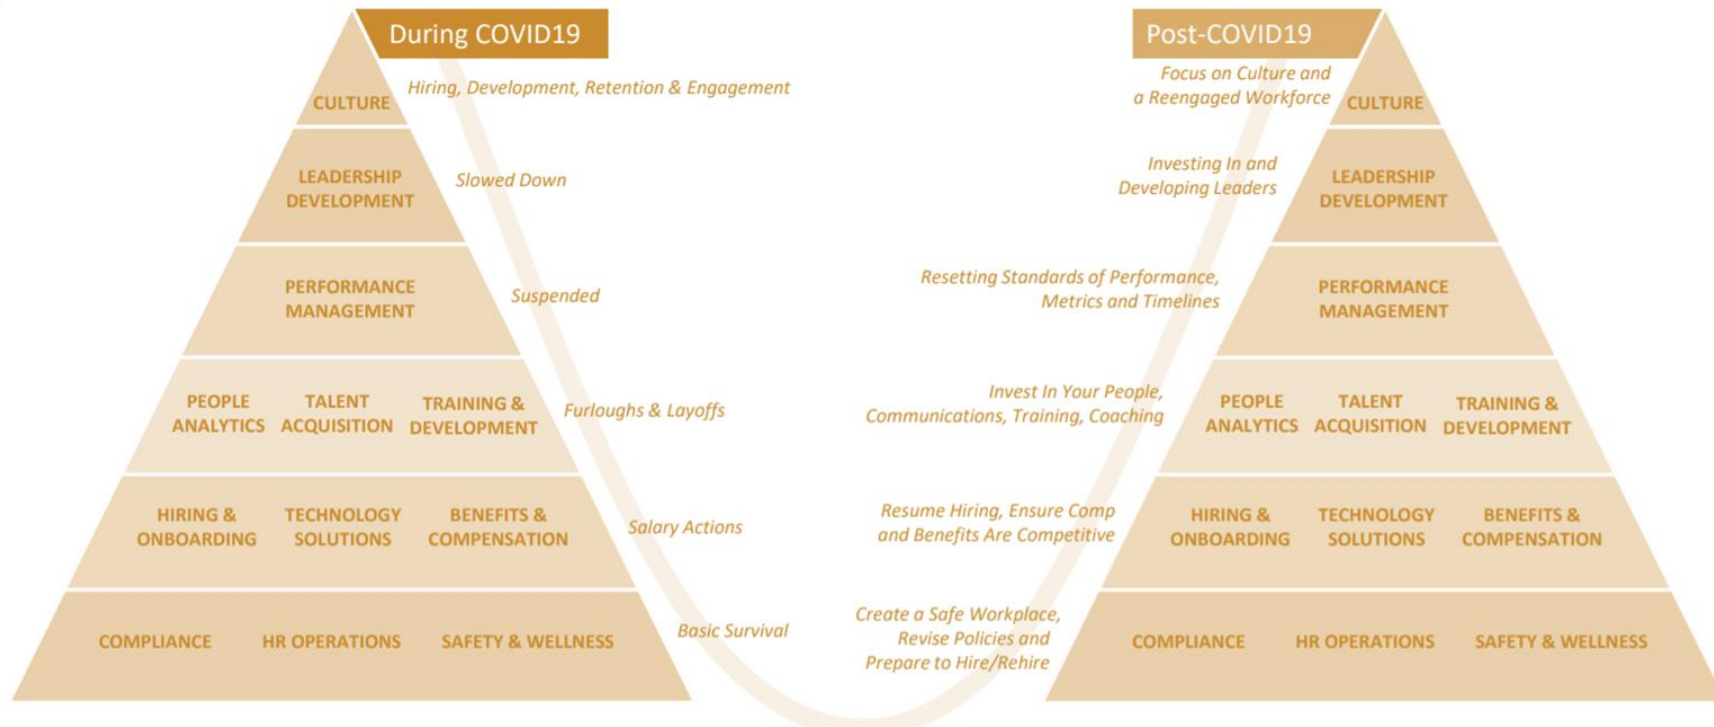 During COVID19
CULTURE
Hiring, Development, Retention & Engagement
LEADERSHIP
DEVELOPMENT
Slowed Down
PERFORMANCE
MANAGEMENT
Suspended
PEOPLE
ANALYTICS
TALENT
ACQUISITION
TRAINING &
DEVELOPMENT
Furloughs & Layoffs
HIRING &
ONBOARDING
TECHNOLOGY
SOLUTIONS
BENEFITS &
COMPENSATION
Salary Actions
COMPLIANCE
HR OPERATIONS
SAFETY & WELLNESS
Basic Survival
Post-COVID19
Focus on Culture and
a Reengaged Workforce
CULTURE
Investing In and
Developing Leaders
LEADERSHIP
DEVELOPMENT
Resetting Standards of Performance,
Metrics and Timelines
PERFORMANCE
MANAGEMENT
Invest In Your People,
Communications, Training, Coaching
PEOPLE
ANALYTICS
TALENT
ACQUISITION
TRAINING &
DEVELOPMENT
Resume Hiring, Ensure Comp
and Benefits Are Competitive
HIRING &
ONBOARDING
TECHNOLOGY
SOLUTIONS
BENEFITS &
COMPENSATION
Create a Safe Workplace,
Revise Policies and
Prepare to Hire/Rehire
COMPLIANCE
HR OPERATIONS
SAFETY & WELLNESS